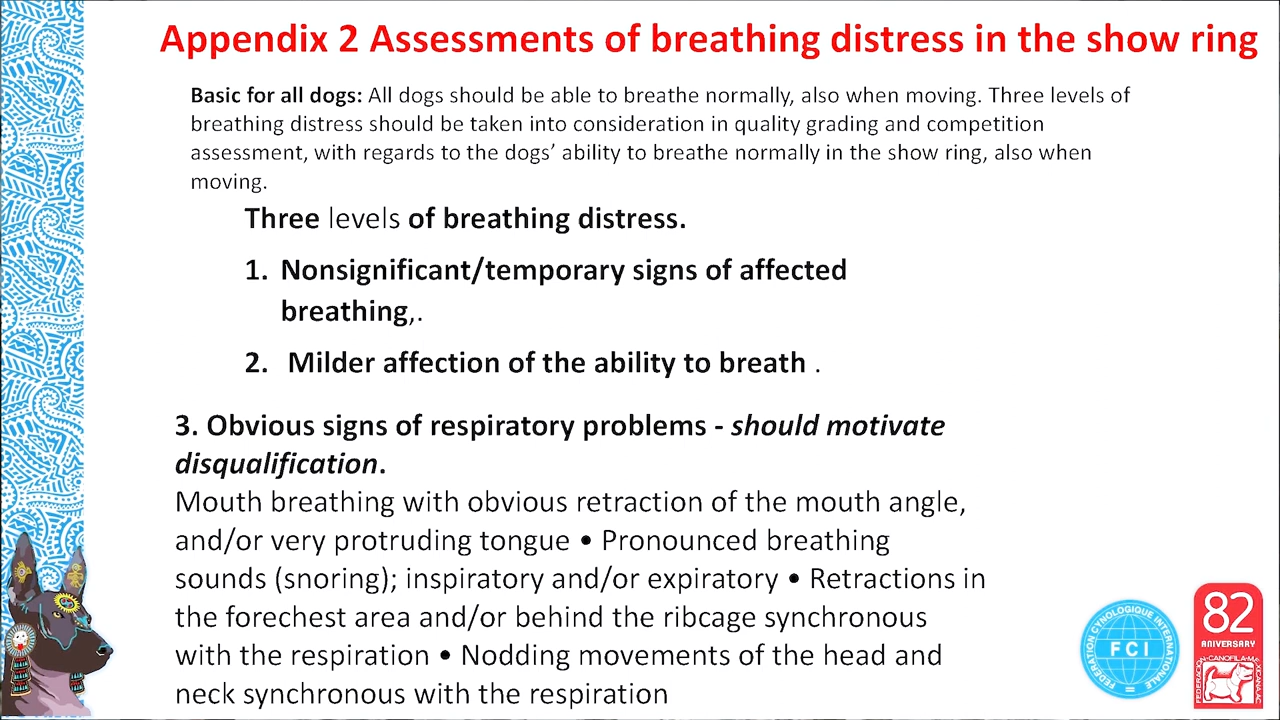 Appendix 2 Assessments of breathing distress in the show ring
Basic for all dogs: All dogs should be able to breathe normally, also when moving. Three levels of
breathing distress should be taken into consideration in quality grading and competition
assessment, with regards to the dogs’ ability to breathe normally in the show ring, also when
moving.
Three levels of breathing distress.
1. Nonsignificant/temporary signs of affected
breathing,.
2. Milder affection of the ability to breath .
3. Obvious signs of respiratory problems - should motivate
disqualification.
Mouth breathing with obvious retraction of the mouth angle,
and/or very protruding tongue • Pronounced breathing
sounds (snoring); inspiratory and/or expiratory • Retractions in
the forechest area and/or behind the ribcage synchronous
with the respiration • Nodding movements of the head and
neck synchronous with the respiration
FEDERATION CYNOLOGIQUE INTERNATIONALE
FCI
82
ANIVERSARY